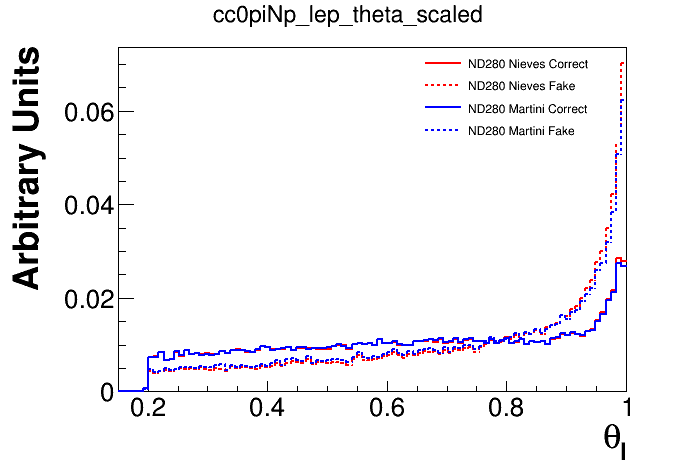 cc0piNp_lep_theta_scaled
Arbitrary Units
ND280 Nieves Correct
ND280 Nieves Fake
ND280 Martini Correct
ND280 Martini Fake
0.06
0.04
0.02
0
0.2 0.4 0.6 0.8 1
θl